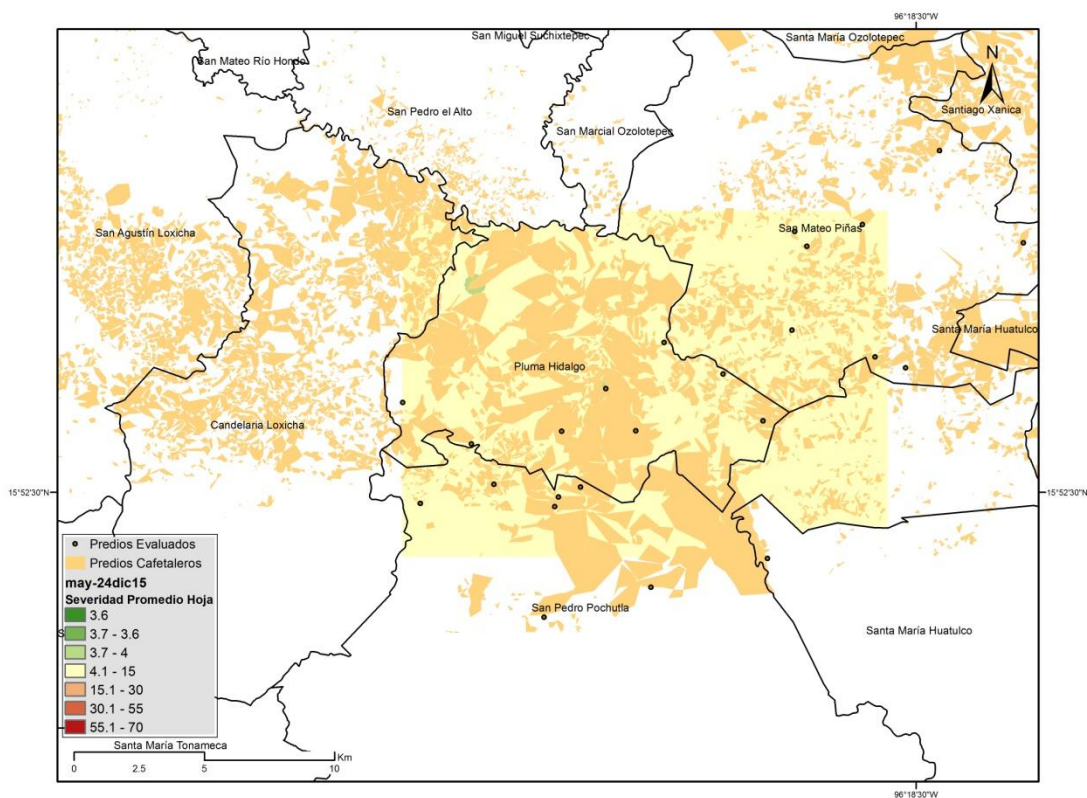 96°18'30"W
San Miguel Suchixtepec
Santa María Ozolotepec
San Mateo Río Hondo
N
San Pedro el Alto
Santiago Xanica
San Marcial Ozolotepec
San Agustín Loxicha
San Mateo Piñas
Santa María Huatulco
Pluma Hidalgo
Candelaria Loxicha
15°52'30"N
15°52'30"N
Predios Evaluados
Predios Cafetaleros
may-24dic15
Severidad Promedio Hoja
3.6
3.7 - 3.6
3.7 - 4
4.1 - 15
15.1 - 30
30.1 - 55
55.1 - 70
San Pedro Pochutla
Santa María Huatulco
S
Santa María Tonameca
Km
0 2.5 5 10
96°18'30"W